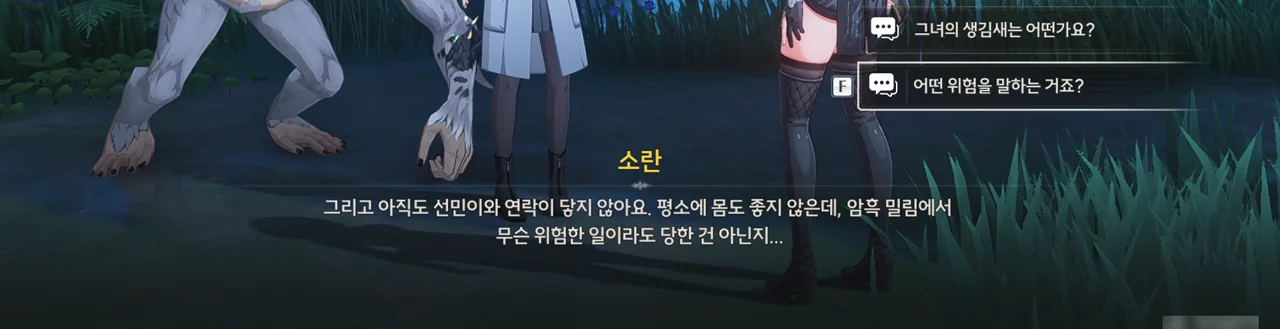 그녀의 생김새는 어떤가요?
F 어떤 위험을 말하는 거죠?
소란
그리고 아직도 선민이와 연락이 닿지 않아요. 평소에 몸도 좋지 않은데, 암흑 밀림에서
무슨 위험한 일이라도 당한 건 아닌지...